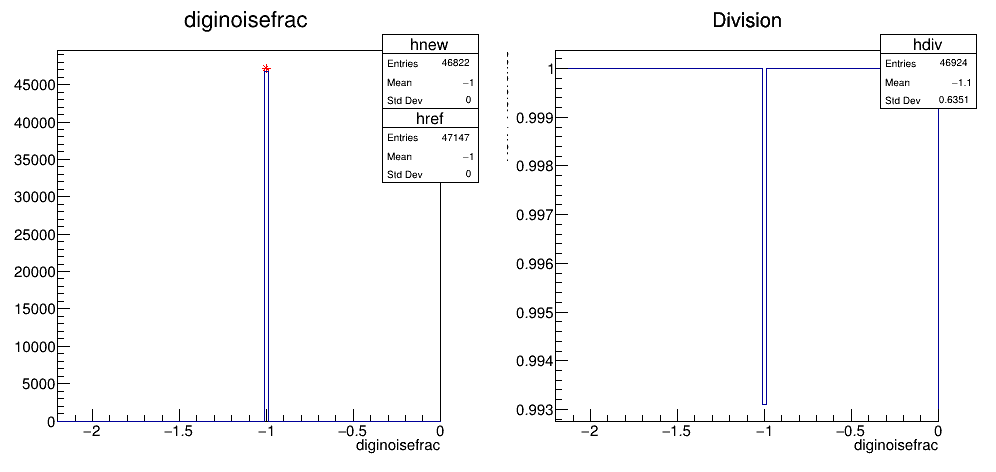 diginoisefrac
hnew
Entries 46822
Mean −1
Std Dev 0
href
Entries 47147
Mean −1
Std Dev 0
45000
40000
35000
30000
25000
20000
15000
10000
5000
0
−2 −1.5 −1 −0.5 0
diginoisefrac
Division
hdiv
Entries 46924
Mean −1.1
Std Dev 0.6351
1
0.999
0.998
0.997
0.996
0.995
0.994
0.993
−2 −1.5 −1 −0.5 0
diginoisefrac